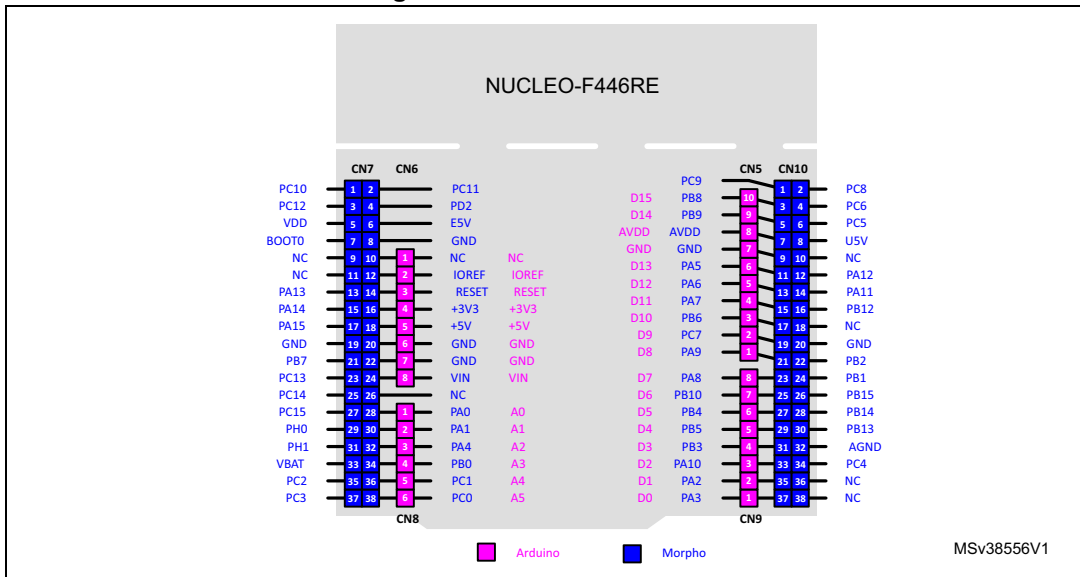 NUCLEO-F446RE
CN7 CN6 CN5 CN10
PC9
PC10 1 2 PC11 1 2 PC8
PC12 3 4 PD2 D15 PB8 10 3 4 PC6
VDD 5 6 E5V D14 PB9 9 5 6 PC5
BOOT0 7 8 GND AVDD AVDD 8 7 8 U5V
NC 9 10 1 NC NC GND GND 7 9 10 NC
NC 11 12 2 IOREF IOREF D13 PA5 6 11 12 PA12
PA13 13 14 3 RESET RESET D12 PA6 5 13 14 PA11
PA14 15 16 4 +3V3 +3V3 D11 PA7 4 15 16 PB12
PA15 17 18 5 +5V +5V D10 PB6 3 17 18 NC
GND 19 20 6 GND GND D9 PC7 2 19 20 GND
PB7 21 22 7 GND GND D8 PA9 1 21 22 PB2
PC13 23 24 8 VIN VIN D7 PA8 8 23 24 PB1
PC14 25 26 NC D6 PB10 7 25 26 PB15
PC15 27 28 1 PA0 A0 D5 PB4 6 27 28 PB14
PH0 29 30 2 PA1 A1 D4 PB5 5 29 30 PB13
PH1 31 32 3 PA4 A2 D3 PB3 4 31 32 AGND
VBAT 33 34 4 PB0 A3 D2 PA10 3 33 34 PC4
PC2 35 36 5 PC1 A4 D1 PA2 2 35 36 NC
PC3 37 38 6 PC0 A5 D0 PA3 1 37 38 NC
CN8 CN9
Arduino Morpho
MSv38556V1